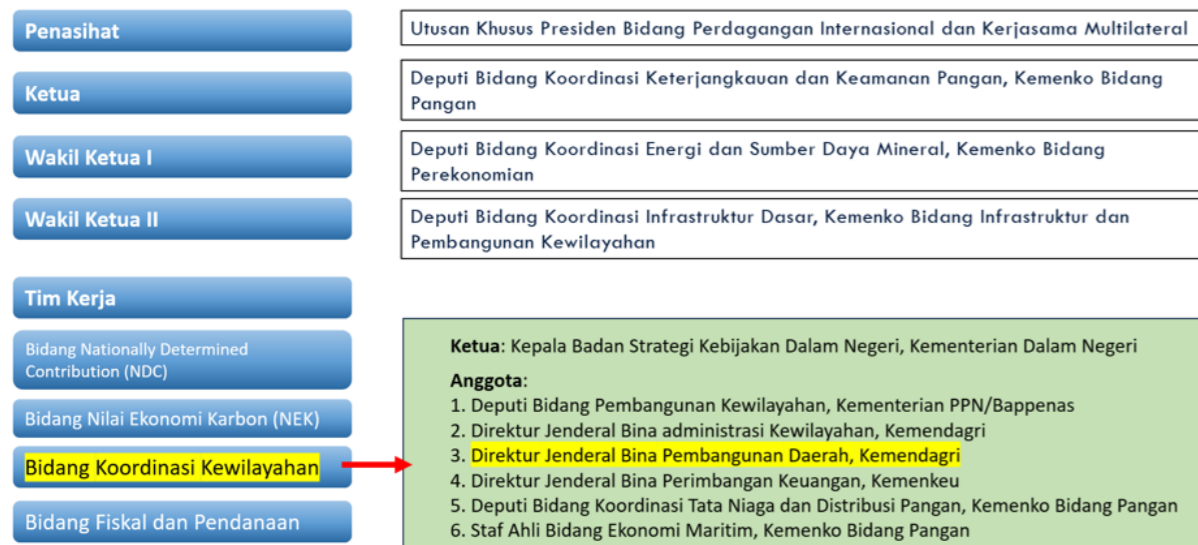 Penasihat
Utusan Khusus Presiden Bidang Perdagangan Internasional dan Kerjasama Multilateral
Ketua
Deputi Bidang Koordinasi Keterjangkauan dan Keamanan Pangan, Kemenko Bidang
Pangan
Wakil Ketua I
Deputi Bidang Koordinasi Energi dan Sumber Daya Mineral, Kemenko Bidang
Perekonomian
Wakil Ketua II
Deputi Bidang Koordinasi Infrastruktur Dasar, Kemenko Bidang Infrastruktur dan
Pembangunan Kewilayahan
Tim Kerja
Bidang Nationally Determined
Contribution (NDC)
Bidang Nilai Ekonomi Karbon (NEK)
Bidang Koordinasi Kewilayahan
Bidang Fiskal dan Pendanaan
Ketua: Kepala Badan Strategi Kebijakan Dalam Negeri, Kementerian Dalam Negeri
Anggota:
1. Deputi Bidang Pembangunan Kewilayahan, Kementerian PPN/Bappenas
2. Direktur Jenderal Bina administrasi Kewilayahan, Kemendagri
3. Direktur Jenderal Bina Pembangunan Daerah, Kemendagri
4. Direktur Jenderal Bina Perimbangan Keuangan, Kemenkeu
5. Deputi Bidang Koordinasi Tata Niaga dan Distribusi Pangan, Kemenko Bidang Pangan
6. Staf Ahli Bidang Ekonomi Maritim, Kemenko Bidang Pangan